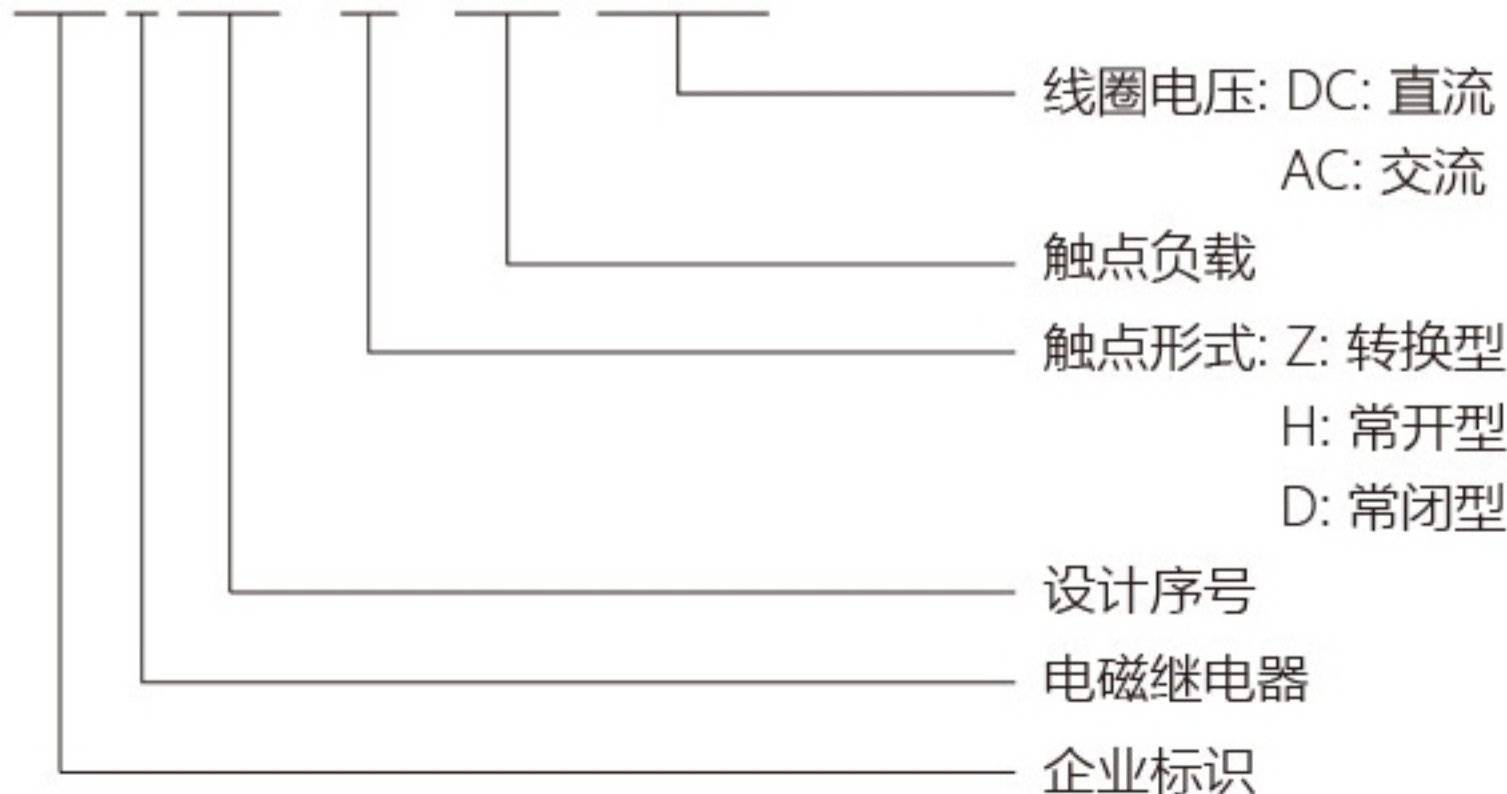 线圈电压: DC: 直流
AC: 交流
触点负载
触点形式: Z: 转换型
H: 常开型
D: 常闭型
设计序号
电磁继电器
企业标识